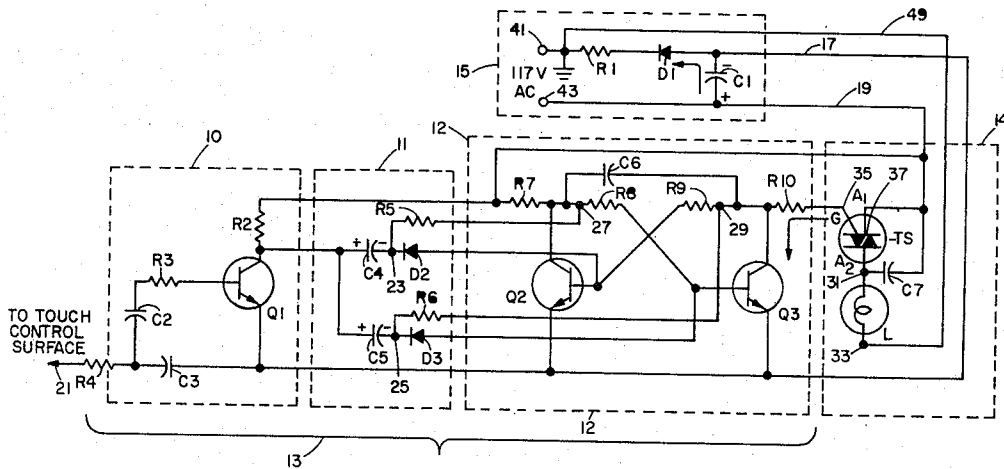 49
41
17
15
R1
D1
C1
117V
AC
43
19
10
11
12
14
C6
35
37
R7
R8
R9
R10
A1
R2
R5
27
29
G
TS
C4
23
D2
A2
R3
Q2
31
C7
Q1
R6
Q3
C2
TO TOUCH
CONTROL
SURFACE
C5
D3
L
25
33
21
R4
C3
12
13